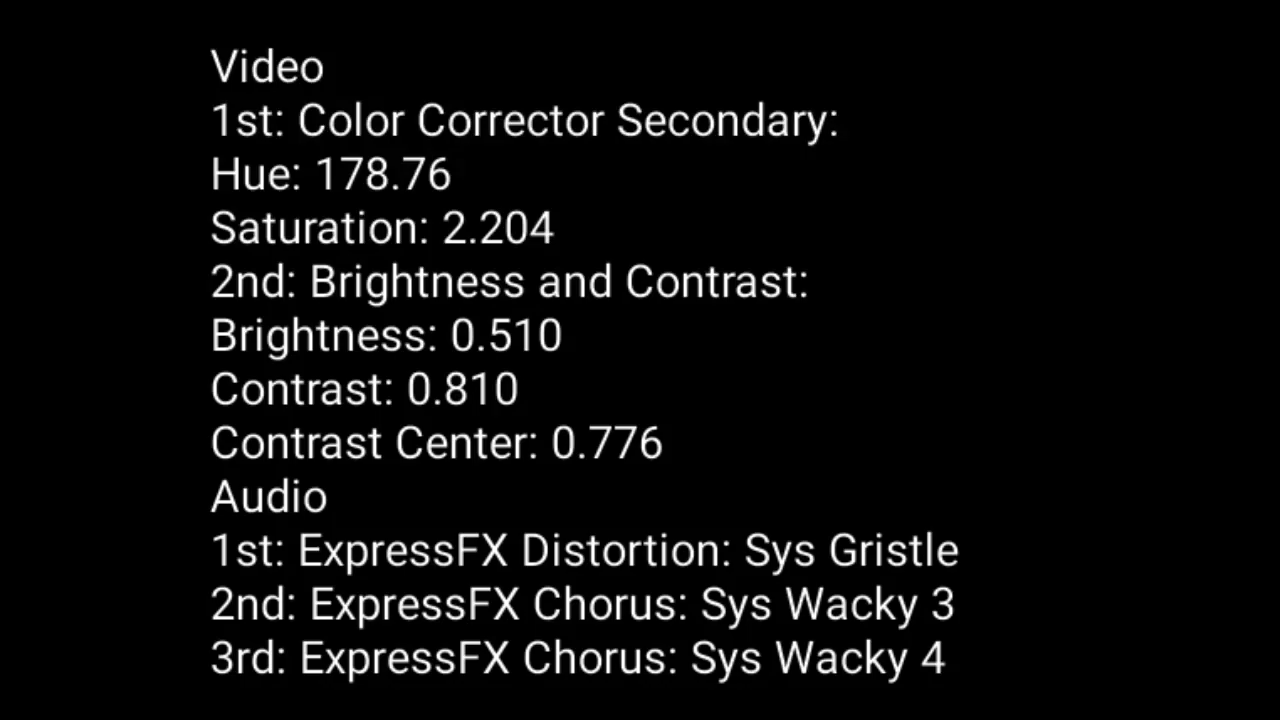 Video
1st: Color Corrector Secondary:
Hue: 178.76
Saturation: 2.204
2nd: Brightness and Contrast:
Brightness: 0.510
Contrast: 0.810
Contrast Center: 0.776
Audio
1st: ExpressFX Distortion: Sys Gristle
2nd: ExpressFX Chorus: Sys Wacky 3
3rd: ExpressFX Chorus: Sys Wacky 4